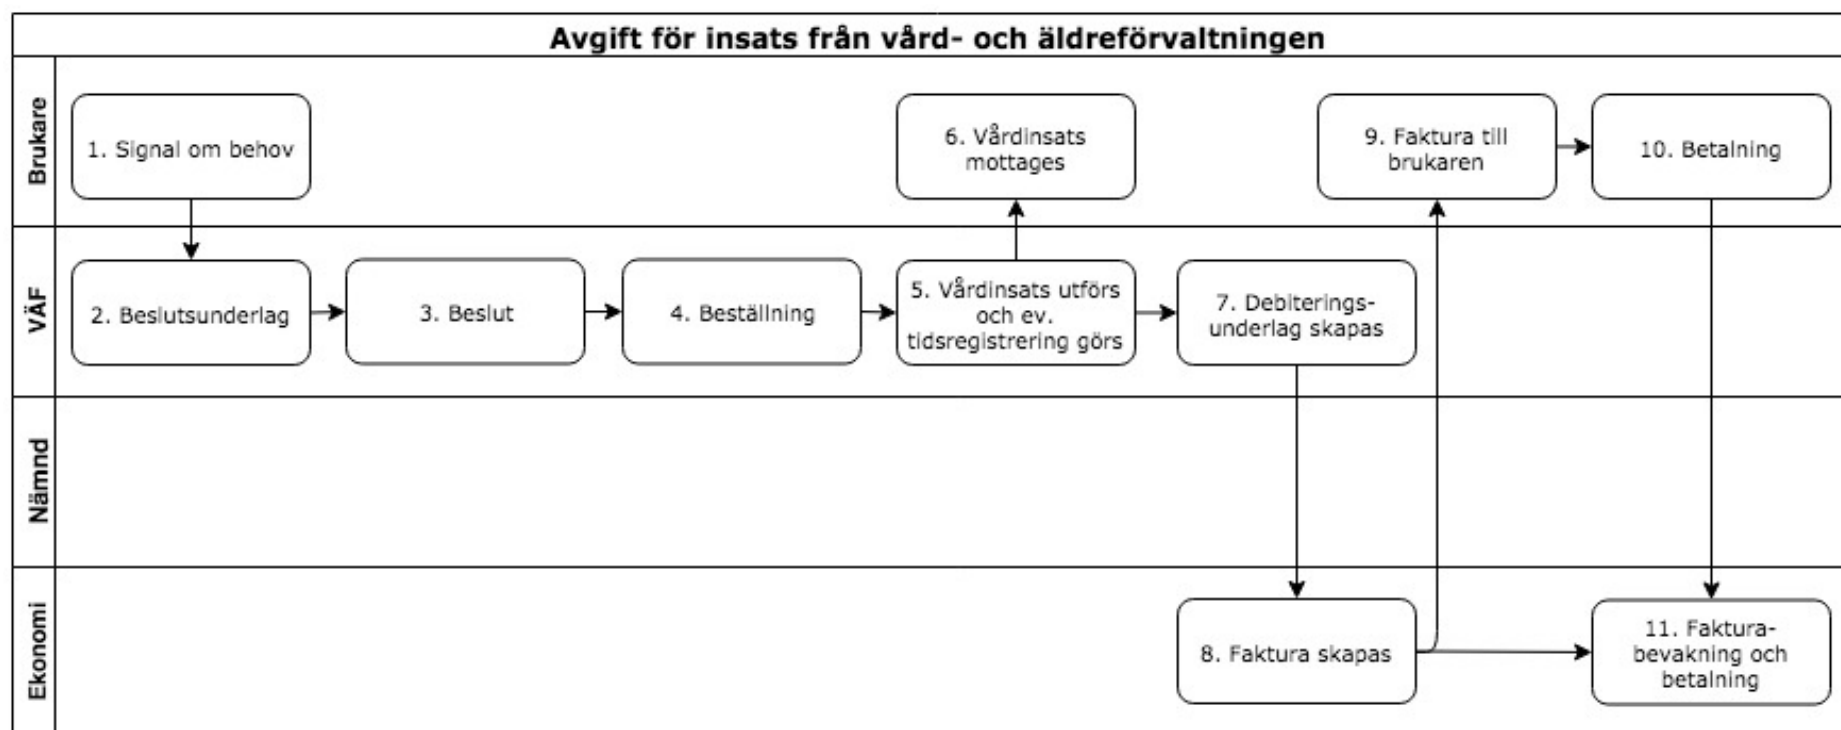 Avgift för insats från vård- och äldreförvaltningen
Brukare
1. Signal om behov
6. Vårdinsats
mottages
9. Faktura till
brukaren
10. Betalning
VÄF
2. Beslutsunderlag
3. Beslut
4. Beställning
5. Vårdinsats utförs
och ev.
tidsregistrering görs
7. Debiterings-
underlag skapas
Nämnd
Ekonomi
8. Faktura skapas
11. Faktura-
bevakning och
betalning